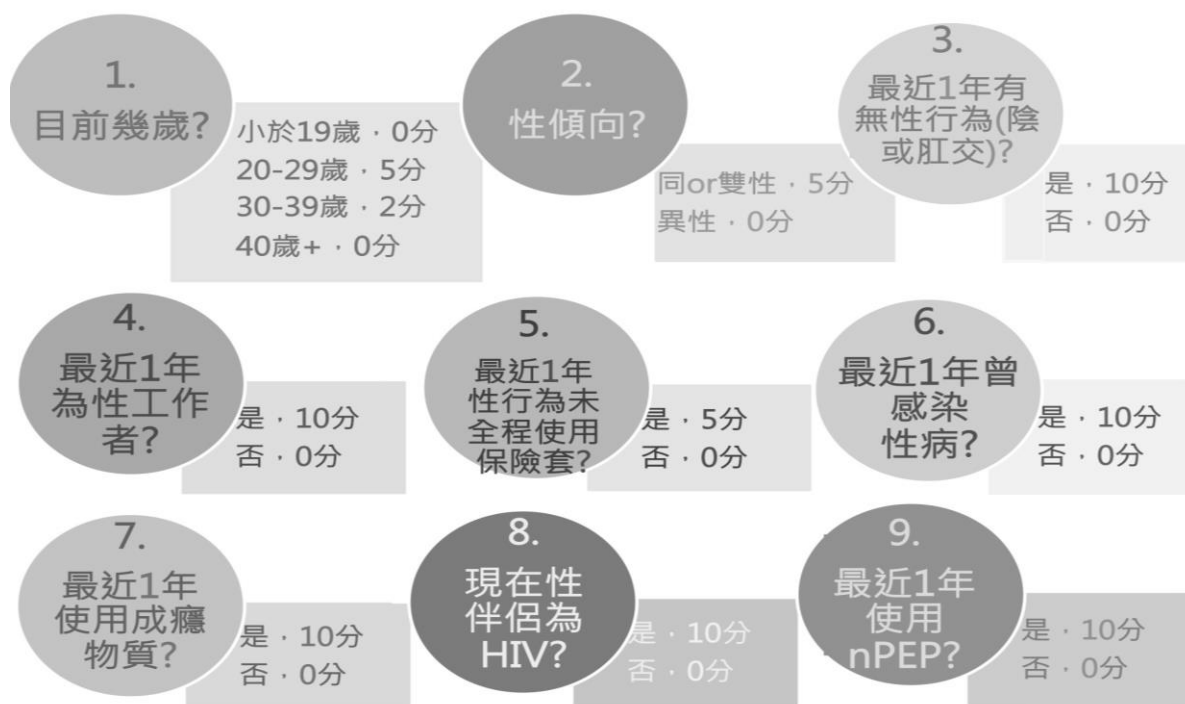 1.
目前幾歲?
小於19歲，0分
20-29歲，5分
30-39歲，2分
40歲+，0分
2.
性傾向?
同or雙性，5分
異性，0分
3.
最近1年有
無性行為(陰
或肛交)?
是，10分
否，0分
4.
最近1年
為性工作
者?
是，10分
否，0分
5.
最近1年
性行為未
全程使用
保險套?
是，5分
否，0分
6.
最近1年曾
感染
性病?
是，10分
否，0分
7.
最近1年
使用成癮
物質?
是，10分
否，0分
8.
現在性
伴侶為
HIV?
是，10分
否，0分
9.
最近1年
使用
nPEP?
是，10分
否，0分